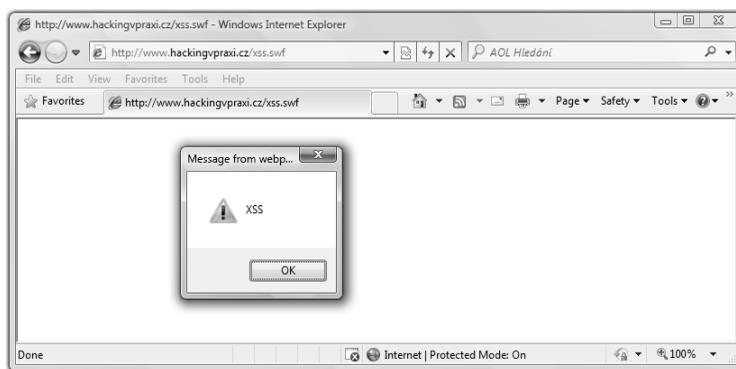 http://www.hackingvpraxi.cz/xss.swf - Windows Internet Explorer
http://www.hackingvpraxi.cz/xss.swf
AOL Hledání
File Edit View Favorites Tools Help
Favorites
http://www.hackingvpraxi.cz/xss.swf
Page Safety Tools
Message from webp...
XSS
OK
Done
Internet | Protected Mode: On
100%